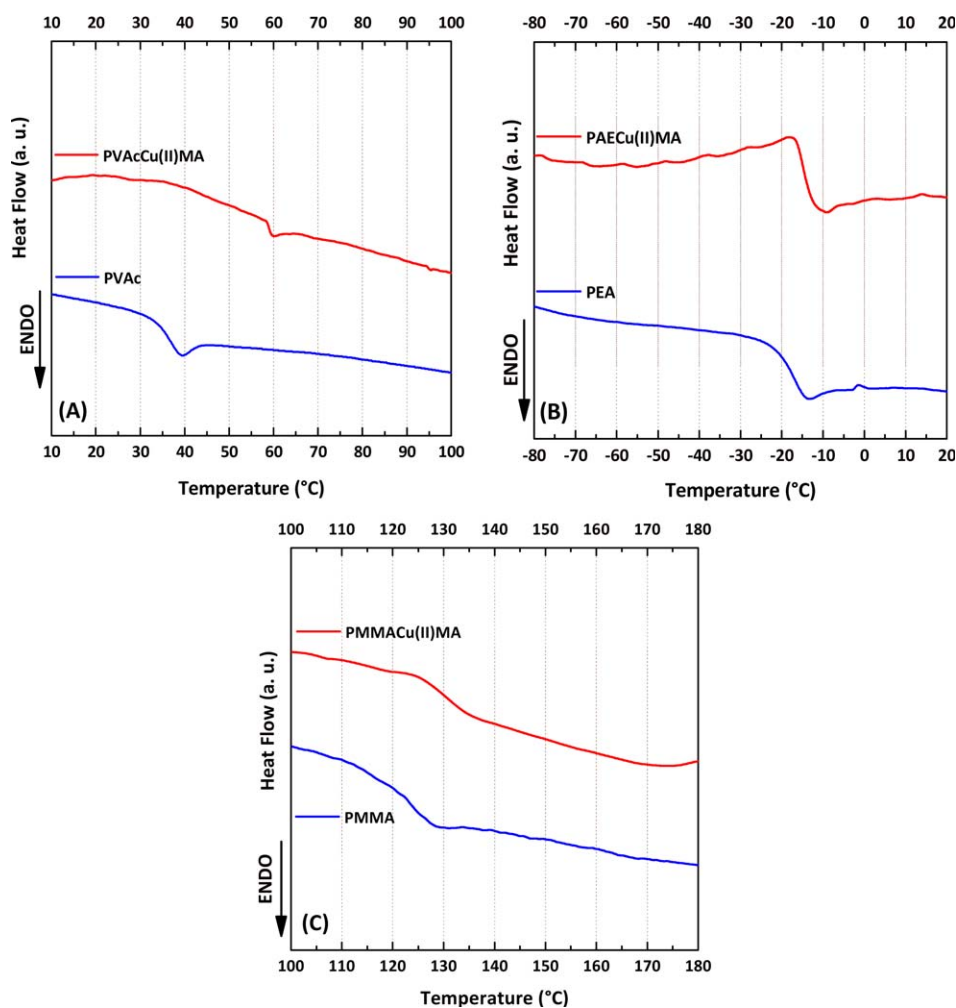 10 20 30 40 50 60 70 80 90 100
PVAcCu(II)MA
PVAc
Heat Flow (a. u.)
ENDO
(A)
10 20 30 40 50 60 70 80 90 100
Temperature (°C)
-80 -70 -60 -50 -40 -30 -20 -10 0 10 20
PAECu(II)MA
PEA
Heat Flow (a. u.)
ENDO
(B)
-80 -70 -60 -50 -40 -30 -20 -10 0 10 20
Temperature (°C)
100 110 120 130 140 150 160 170 180
PMMACu(II)MA
PMMA
Heat Flow (a. u.)
ENDO
(C)
100 110 120 130 140 150 160 170 180
Temperature (°C)